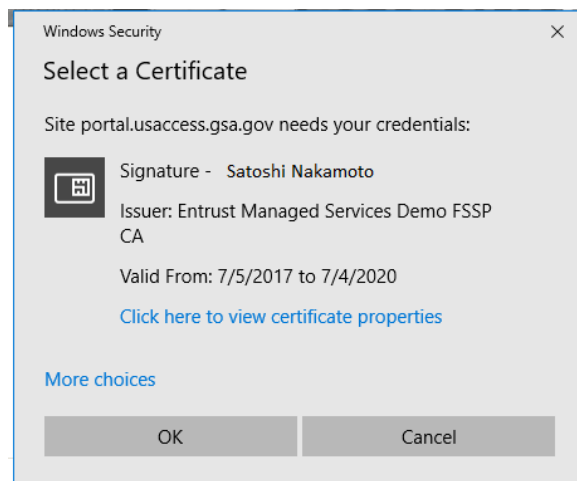 Windows Security
Select a Certificate
Site portal.usaccess.gsa.gov needs your credentials:
Signature - Satoshi Nakamoto
Issuer: Entrust Managed Services Demo FSSP
CA
Valid From: 7/5/2017 to 7/4/2020
Click here to view certificate properties
More choices
OK Cancel